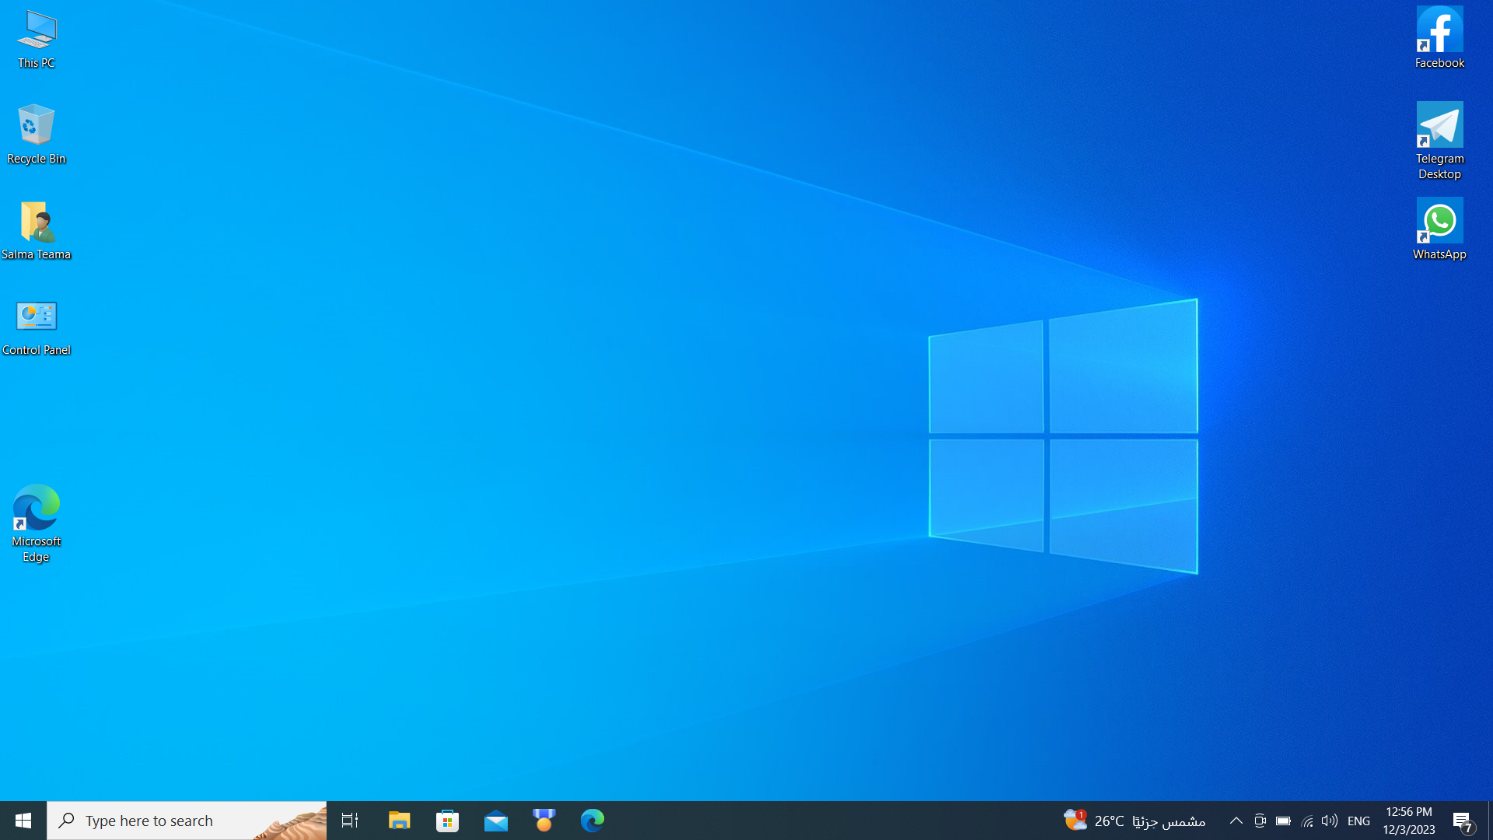 This PC
Recycle Bin
Salma Teama
Control Panel
Microsoft
Edge
Facebook
Telegram
Desktop
WhatsApp
Type here to search
1
26°C مشمس جزئيًا
ENG
12:56 PM
12/3/2023
7